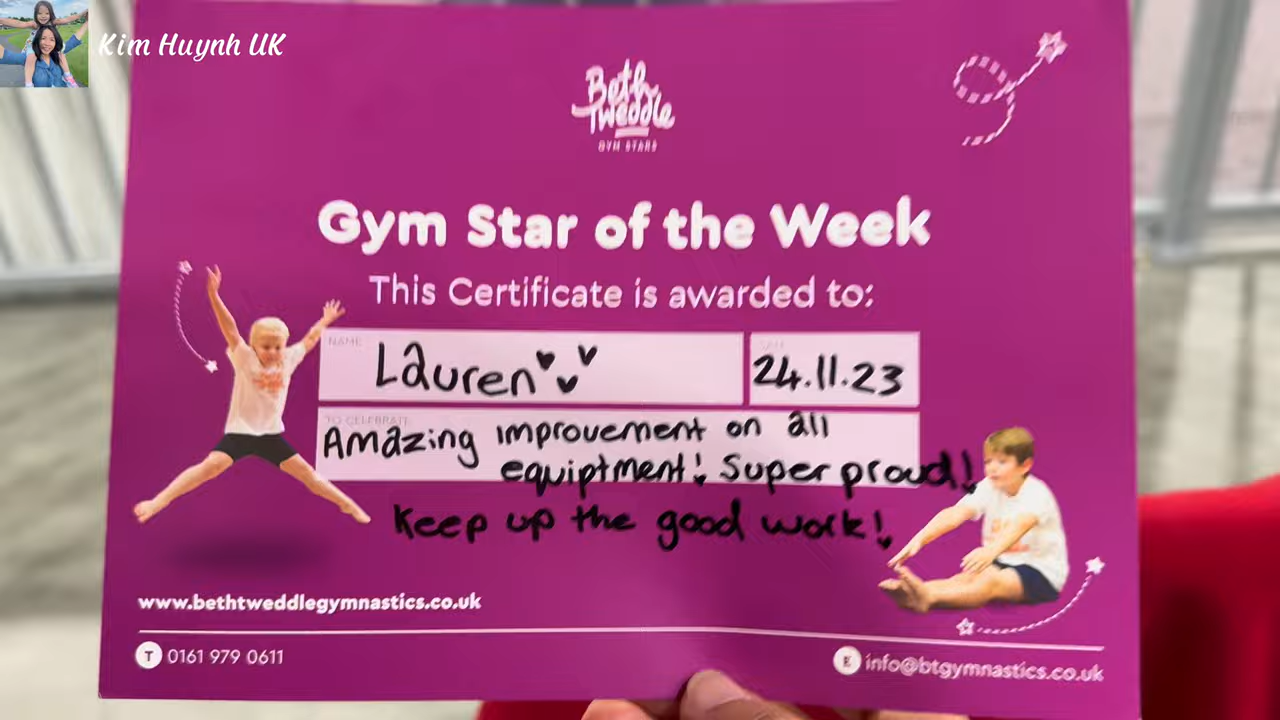 Kim Huynh UK
Beth
Tweddle
GYM STARS
Gym Star of the Week
This Certificate is awarded to:
NAME
Lauren
DATE
24.11.23
TO CELEBRATE
Amazing improvement on all
equiptment! Super proud!
Keep up the good work!
www.bethtweddlegymnastics.co.uk
T 0161 979 0611
E info@btgymnastics.co.uk